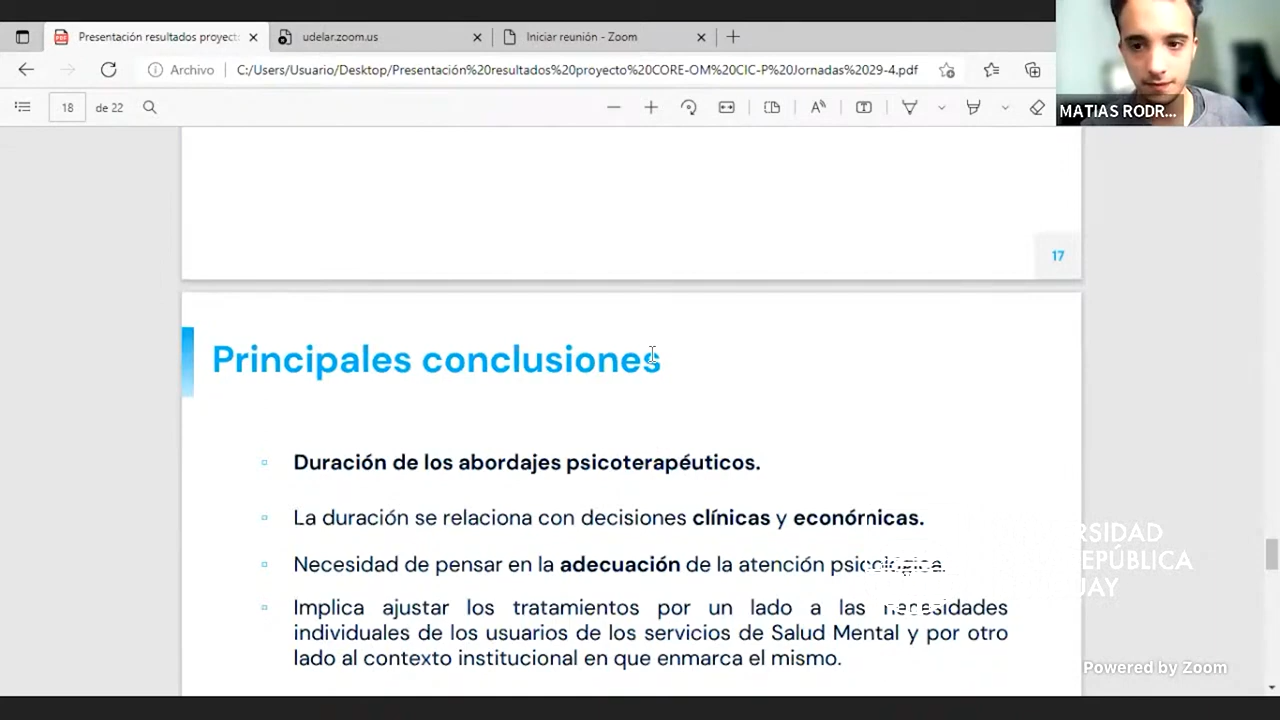 Presentación resultados proyecto
udelar.zoom.us
Iniciar reunión - Zoom
Archivo
C:/Users/Usuario/Desktop/Presentación%20resultados%20proyecto%20CORE-OM%20CIC-P%20Jornadas%2029-4.pdf
MATIAS RODR...
18 de 22
17
Principales conclusiones
Duración de los abordajes psicoterapéuticos.
La duración se relaciona con decisiones clínicas y económicas.
Necesidad de pensar en la adecuación de la atención
Implica ajustar los tratamientos por un lado a las
individuales de los usuarios de los servicios de Salud Mental y por otro
lado al contexto institucional en que enmarca el mismo.
Powered by Zoom